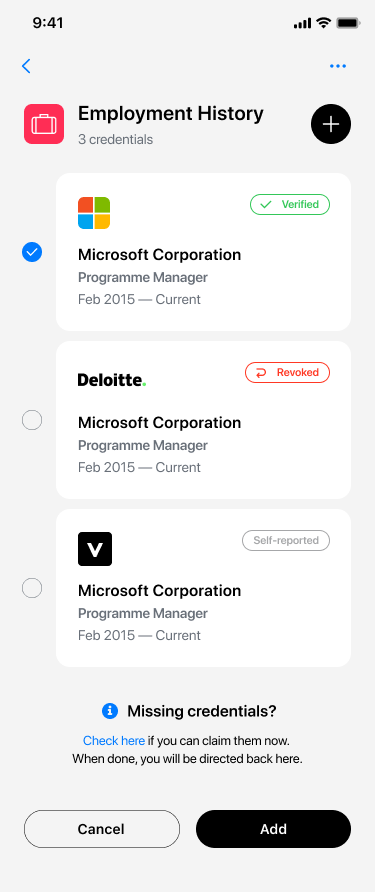 9:41
Employment History
3 credentials
Verified
Microsoft Corporation
Programme Manager
Feb 2015 — Current
Deloitte.
Revoked
Microsoft Corporation
Programme Manager
Feb 2015 — Current
V
Self-reported
Microsoft Corporation
Programme Manager
Feb 2015 — Current
Missing credentials?
Check here if you can claim them now.
When done, you will be directed back here.
Cancel
Add